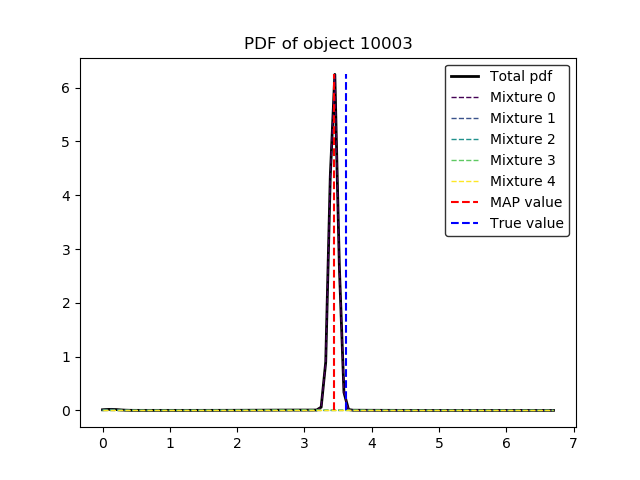 PDF of object 10003
Total pdf
Mixture 0
Mixture 1
Mixture 2
Mixture 3
Mixture 4
MAP value
True value
6
5
4
3
2
1
0
0 1 2 3 4 5 6 7